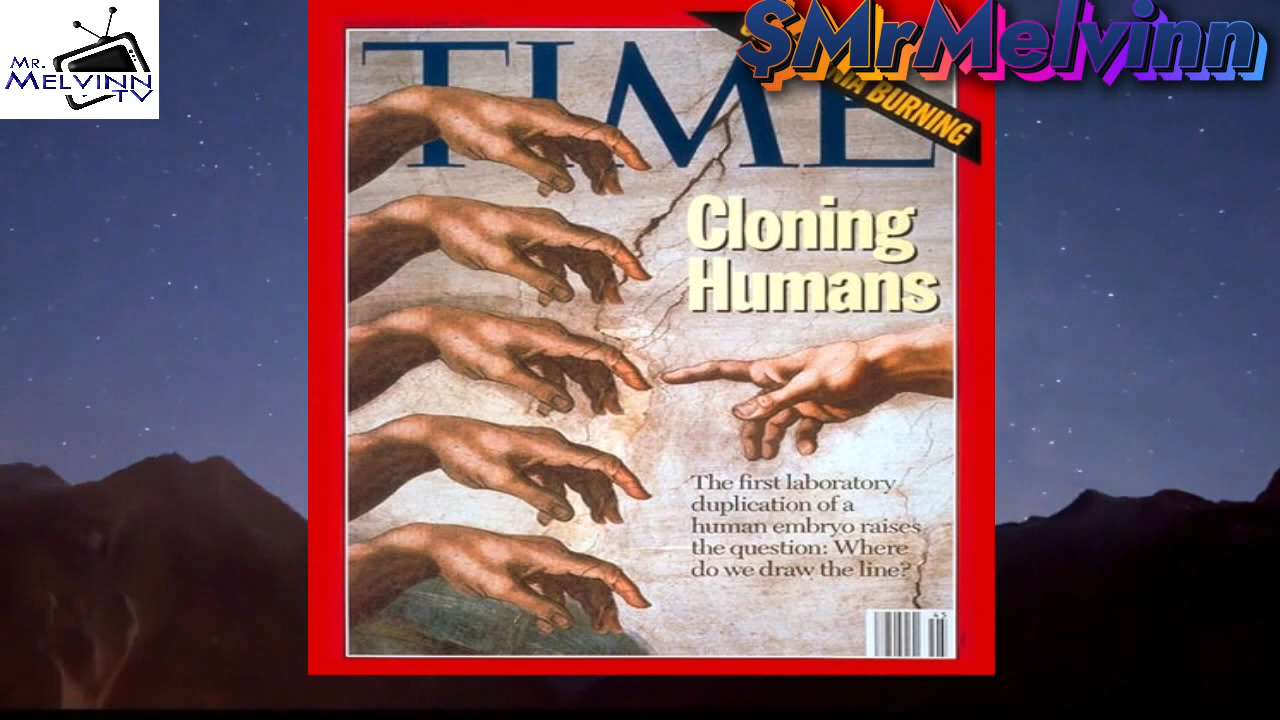 MR.
MELVINN
TV
$MrMelvinn
TIME
BURNING
Cloning
Humans
The first laboratory
duplication of a
human embryo raises
the question: Where
do we draw the line?
45